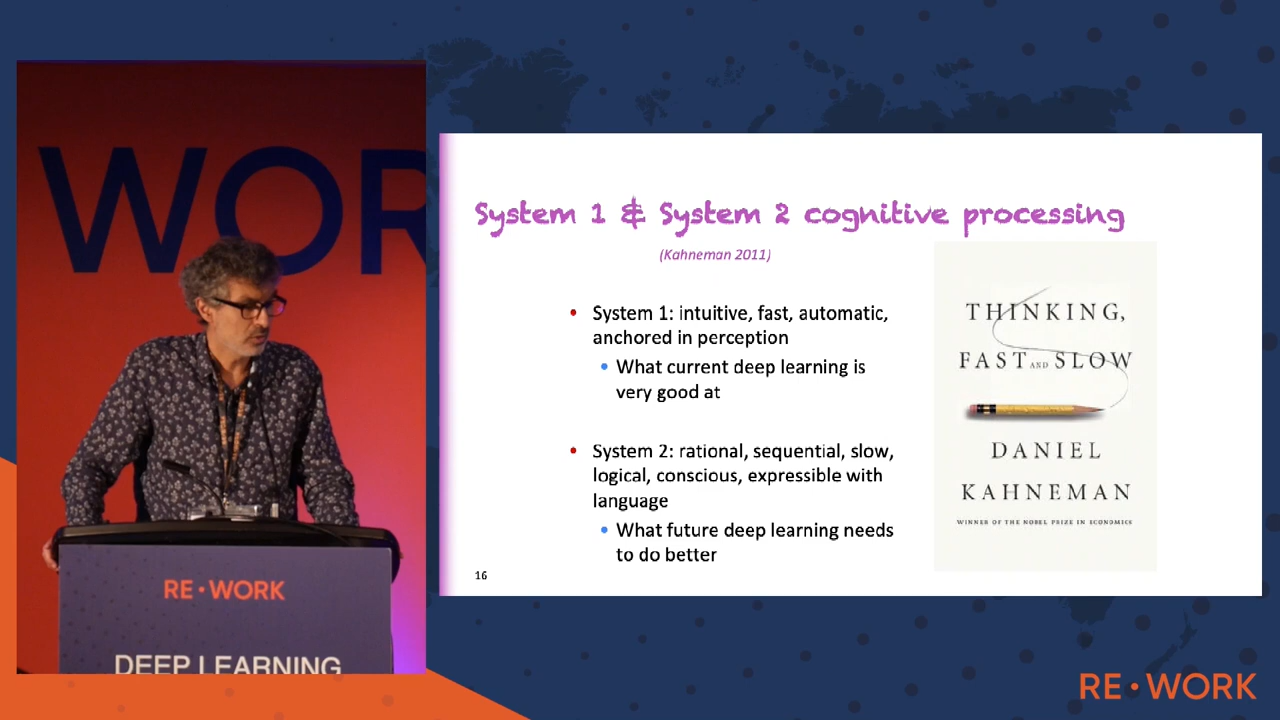 WOR
RE•WORK
DEEP LEARNING
System 1 & System 2 cognitive processing
(Kahneman 2011)
• System 1: intuitive, fast, automatic,
anchored in perception
• What current deep learning is
very good at
• System 2: rational, sequential, slow,
logical, conscious, expressible with
language
• What future deep learning needs
to do better
16
THINKING,
FAST AND SLOW
DANIEL
KAHNEMAN
WINNER OF THE NOBEL PRIZE IN ECONOMICS
RE•WORK